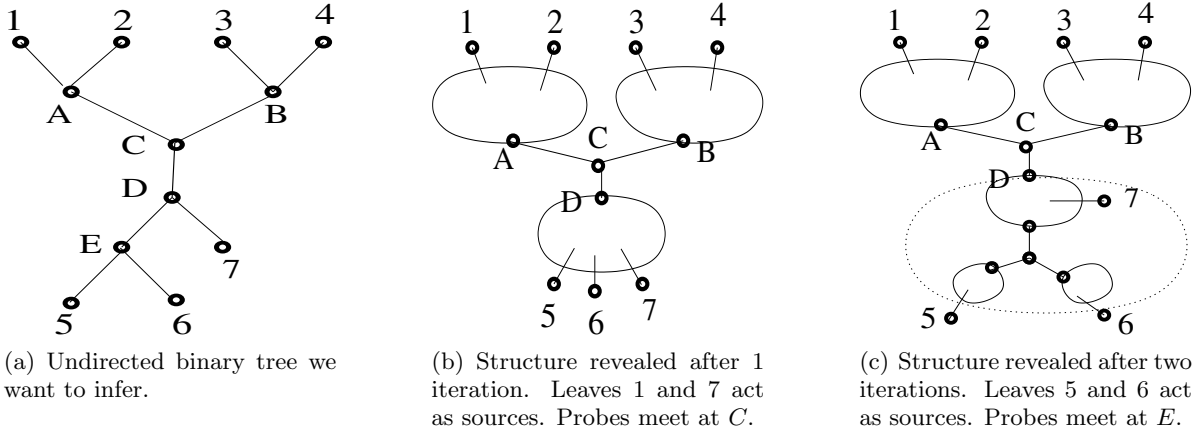 1 2 3 4
A B
C
D
E
7
5 6
(a) Undirected binary tree we
want to infer.
1 2 3 4
A C B
D
5 6 7
(b) Structure revealed after 1
iteration. Leaves 1 and 7 act
as sources. Probes meet at C.
1 2 3 4
A C B
D
7
5 6
(c) Structure revealed after two
iterations. Leaves 5 and 6 act
as sources. Probes meet at E.